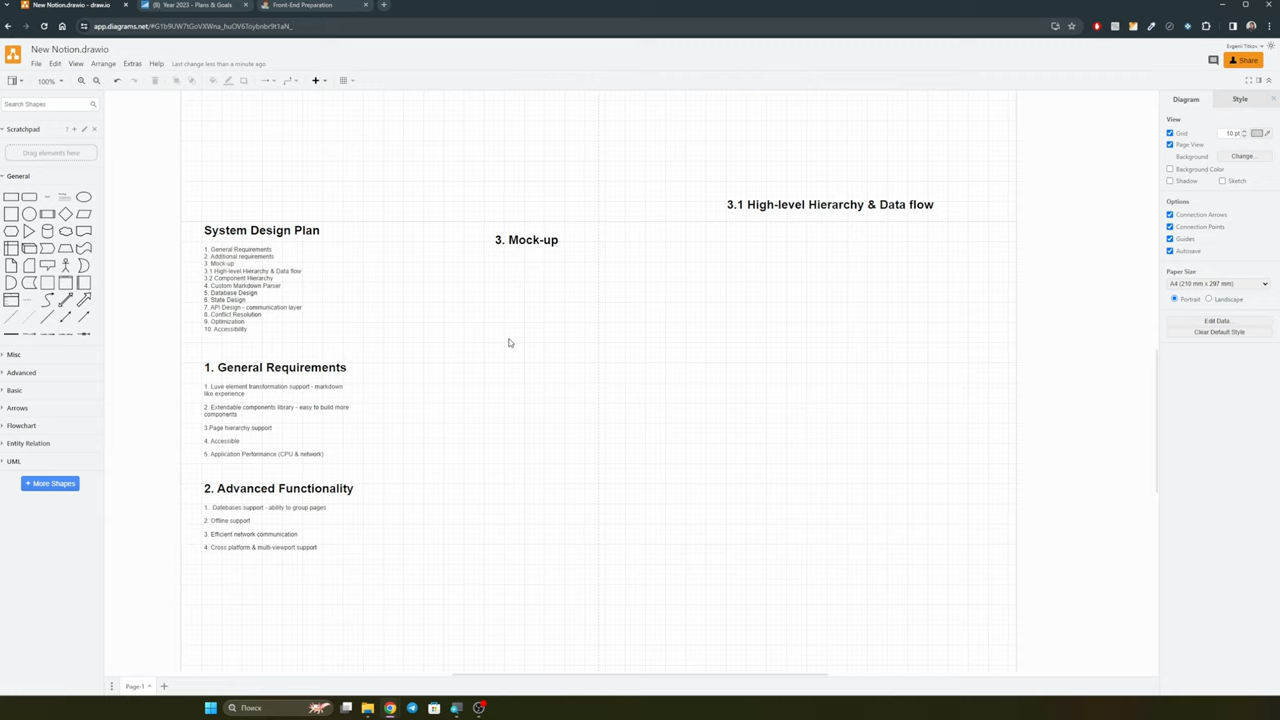 New Notion.drawio - draw.io
(8) Year 2023 - Plans & Goals
Front-End Preparation
app.diagrams.net/#G1b9UW7tGoVXWna_huOV6Toybnbr9t1aN_
New Notion.drawio
File Edit View Arrange Extras Help Last change less than a minute ago.
Evgenii Titkov
Share
100%
Search Shapes
Scratchpad
Drag elements here
General
Misc
Advanced
Basic
Arrows
Flowchart
Entity Relation
UML
+ More Shapes
System Design Plan
1. General Requirements
2. Additional requirements
3. Mock-up
3.1 High-level Hierarchy & Data flow
3.2 Component Hierarchy
4. Custom Markdown Parser
5. Database Design
6. State Design
7. API Design - communication layer
8. Conflict Resolution
9. Optimization
10. Accessibility
1. General Requirements
1. Luve element transformation support - markdown
like experience
2. Extendable components library - easy to build more
components
3.Page hierarchy support
4. Accessible
5. Application Performance (CPU & network)
2. Advanced Functionality
1. Datebases support - ability to group pages
2. Offline support
3. Efficient network communication
4. Cross platform & multi-viewport support
3. Mock-up
3.1 High-level Hierarchy & Data flow
Diagram
Style
View
Grid
10 pt
Page View
Background
Change...
Background Color
Shadow
Sketch
Options
Connection Arrows
Connection Points
Guides
Autosave
Paper Size
A4 (210 mm x 297 mm)
Portrait
Landscape
Edit Data...
Clear Default Style
Page-1
Поиск